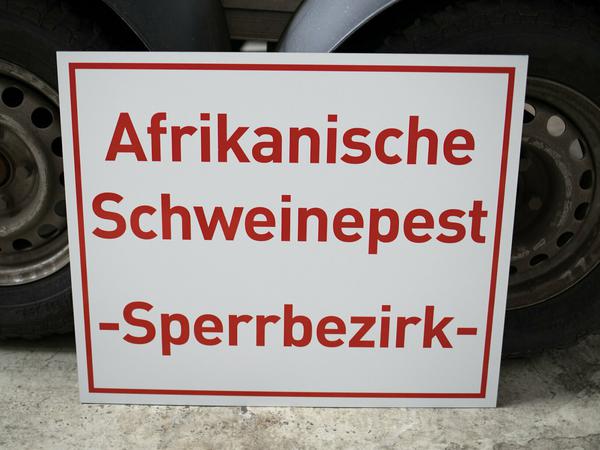 Afrikanische
Schweinepest
-Sperrbezirk-